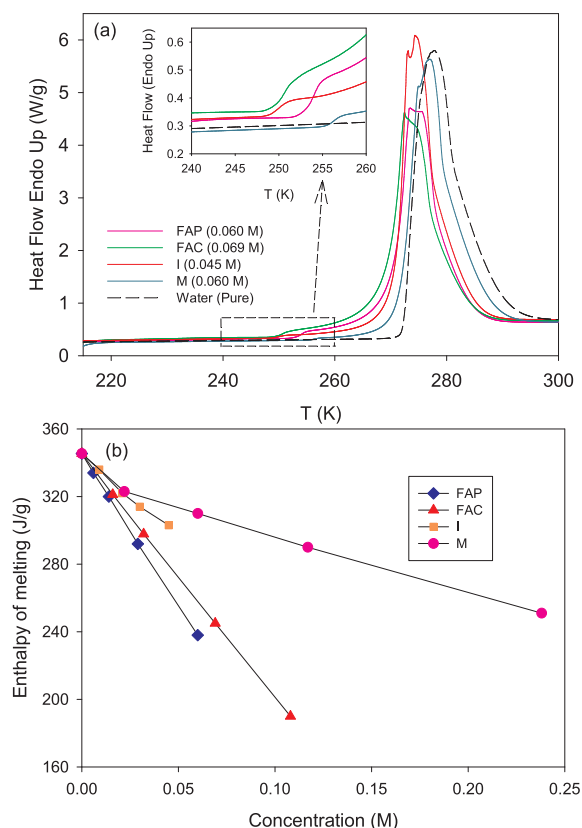 (a)
Heat Flow Endo Up (W/g)
6
5
4
3
2
1
0
220
240
260
280
300
T (K)
Heat Flow (Endo Up)
0.6
0.5
0.4
0.3
0.2
240
245
250
255
260
T (K)
FAP (0.060 M)
FAC (0.069 M)
I (0.045 M)
M (0.060 M)
Water (Pure)
(b)
Enthalpy of melting (J/g)
360
320
280
240
200
160
0.00
0.05
0.10
0.15
0.20
0.25
Concentration (M)
FAP
FAC
I
M